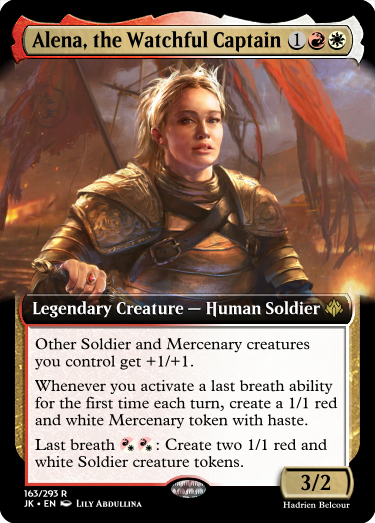 Alena, the Watchful Captain 1
Legendary Creature — Human Soldier
Other Soldier and Mercenary creatures
you control get +1/+1.
Whenever you activate a last breath ability
for the first time each turn, create a 1/1 red
and white Mercenary token with haste.
Last breath : Create two 1/1 red and
white Soldier creature tokens.
3/2
163/293 R
JK • EN Lily Abdullina
Hadrien Belcour